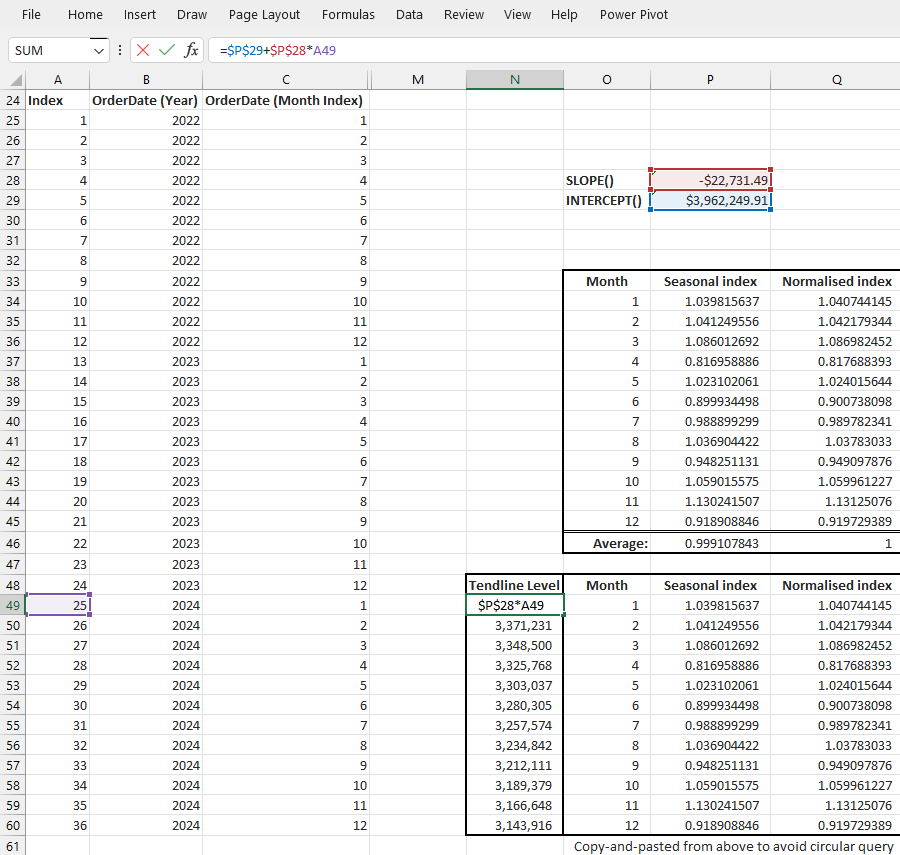 File Home Insert Draw Page Layout Formulas Data Review View Help Power Pivot
SUM fx =$P$29+$P$28*A49
A B C M N O P Q
24 Index OrderDate (Year) OrderDate (Month Index)
25 1 2022 1
26 2 2022 2
27 3 2022 3
28 4 2022 4 SLOPE() -$22,731.49
29 5 2022 5 INTERCEPT() $3,962,249.91
30 6 2022 6
31 7 2022 7
32 8 2022 8
33 9 2022 9 Month Seasonal index Normalised index
34 10 2022 10 1 1.039815637 1.040744145
35 11 2022 11 2 1.041249556 1.042179344
36 12 2022 12 3 1.086012692 1.086982452
37 13 2023 1 4 0.816958886 0.817688393
38 14 2023 2 5 1.023102061 1.024015644
39 15 2023 3 6 0.899934498 0.900738098
40 16 2023 4 7 0.988899299 0.989782341
41 17 2023 5 8 1.036904422 1.03783033
42 18 2023 6 9 0.948251131 0.949097876
43 19 2023 7 10 1.059015575 1.059961227
44 20 2023 8 11 1.130241507 1.13125076
45 21 2023 9 12 0.918908846 0.919729389
46 22 2023 10 Average: 0.999107843 1
47 23 2023 11
48 24 2023 12 Tendline Level Month Seasonal index Normalised index
49 25 2024 1 $P$28*A49 1 1.039815637 1.040744145
50 26 2024 2 3,371,231 2 1.041249556 1.042179344
51 27 2024 3 3,348,500 3 1.086012692 1.086982452
52 28 2024 4 3,325,768 4 0.816958886 0.817688393
53 29 2024 5 3,303,037 5 1.023102061 1.024015644
54 30 2024 6 3,280,305 6 0.899934498 0.900738098
55 31 2024 7 3,257,574 7 0.988899299 0.989782341
56 32 2024 8 3,234,842 8 1.036904422 1.03783033
57 33 2024 9 3,212,111 9 0.948251131 0.949097876
58 34 2024 10 3,189,379 10 1.059015575 1.059961227
59 35 2024 11 3,166,648 11 1.130241507 1.13125076
60 36 2024 12 3,143,916 12 0.918908846 0.919729389
61 Copy-and-pasted from above to avoid circular query